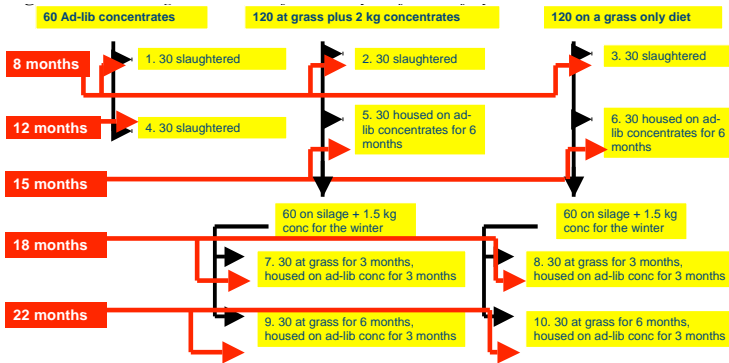 60 Ad-lib concentrates
120 at grass plus 2 kg concentrates
120 on a grass only diet
8 months
1. 30 slaughtered
2. 30 slaughtered
3. 30 slaughtered
12 months
4. 30 slaughtered
5. 30 housed on ad-
lib concentrates for 6
months
6. 30 housed on ad-
lib concentrates for 6
months
15 months
60 on silage + 1.5 kg
conc for the winter
60 on silage + 1.5 kg
conc for the winter
18 months
7. 30 at grass for 3 months,
housed on ad-lib conc for 3 months
8. 30 at grass for 3 months,
housed on ad-lib conc for 3 months
22 months
9. 30 at grass for 6 months,
housed on ad-lib conc for 3 months
10. 30 at grass for 6 months,
housed on ad-lib conc for 3 months